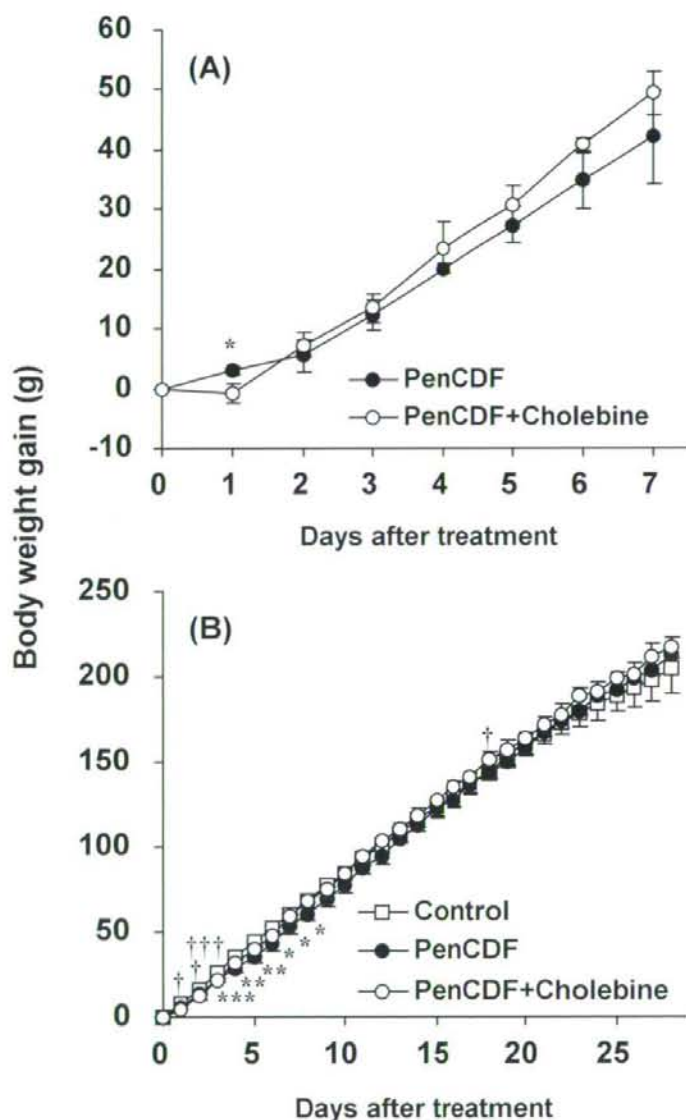 Body weight gain (g)
(A)
60
50
40
30
20
10
0
-10
*
PenCDF
PenCDF+Cholebine
0 1 2 3 4 5 6 7
Days after treatment
(B)
250
200
150
100
50
0
†
†††
†
†
***
**
**
*
*
*
Control
PenCDF
PenCDF+Cholebine
0 5 10 15 20 25
Days after treatment